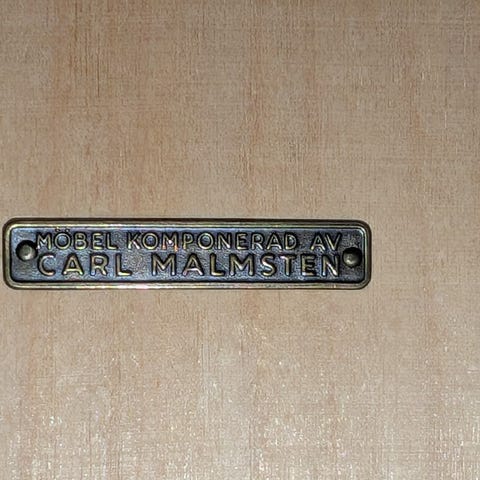 MÖBEL KOMPONERAD AV
CARL MALMSTEN